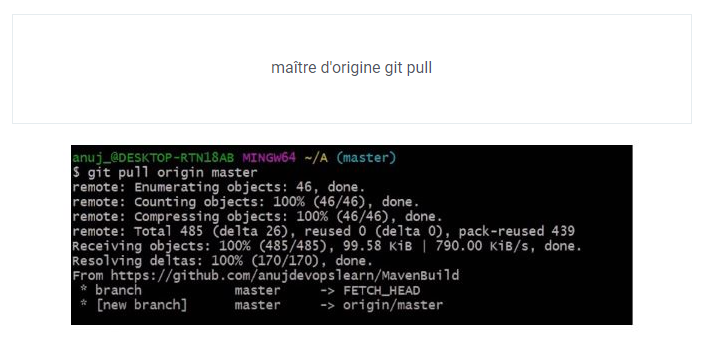 maître d'origine git pull
anuj_@DESKTOP-RTN18AB MINGW64 ~/A (master)
$ git pull origin master
remote: Enumerating objects: 46, done.
remote: Counting objects: 100% (46/46), done.
remote: Compressing objects: 100% (46/46), done.
remote: Total 485 (delta 26), reused 0 (delta 0), pack-reused 439
Receiving objects: 100% (485/485), 99.58 KiB | 790.00 KiB/s, done.
Resolving deltas: 100% (170/170), done.
From https://github.com/anujdevopslearn/MavenBuild
 * branch            master     -> FETCH_HEAD
 * [new branch]      master     -> origin/master